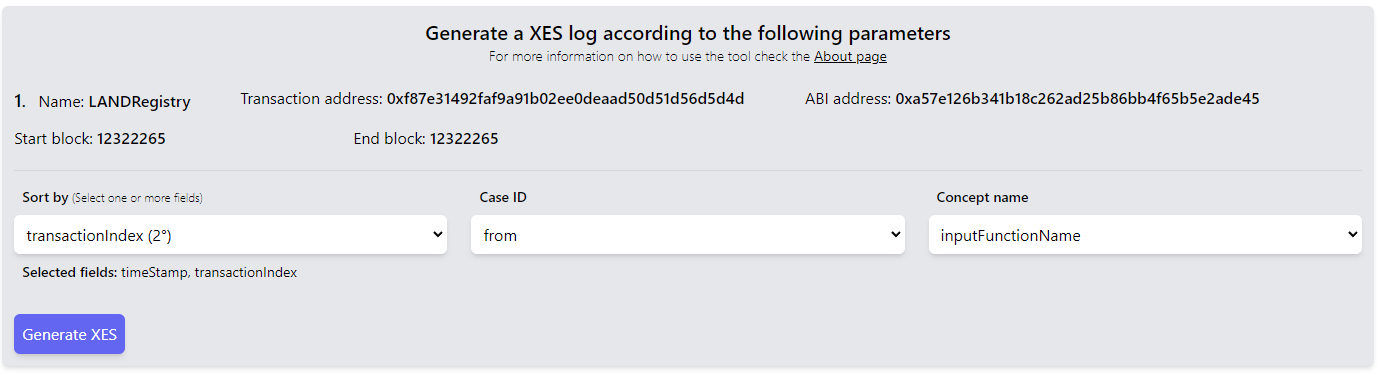 Generate a XES log according to the following parameters
For more information on how to use the tool check the About page
1. Name: LANDRegistry Transaction address: 0xf87e31492faf9a91b02ee0deaad50d51d56d5d4d ABI address: 0xa57e126b341b18c262ad25b86bb4f65b5e2ade45
Start block: 12322265 End block: 12322265
Sort by (Select one or more fields) Case ID Concept name
transactionIndex (2°) from inputFunctionName
Selected fields: timeStamp, transactionIndex
Generate XES